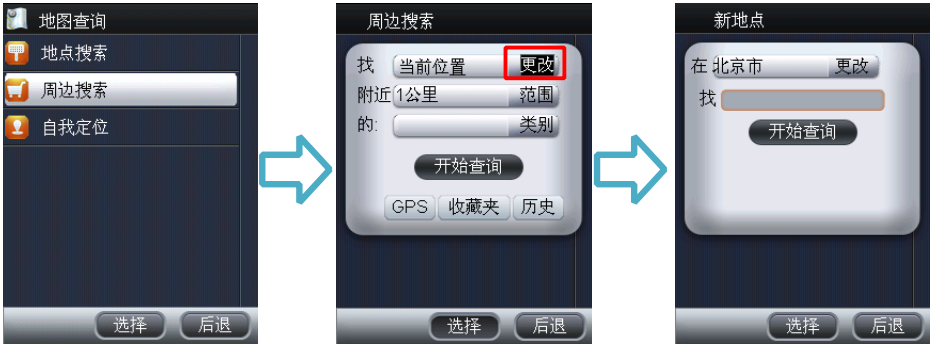 地图查询
地点搜索
周边搜索
自我定位
选择 后退
周边搜索
找 当前位置 更改
附近 1公里 范围
的: 类别
开始查询
GPS 收藏夹 历史
选择 后退
新地点
在 北京市 更改
找
开始查询
选择 后退